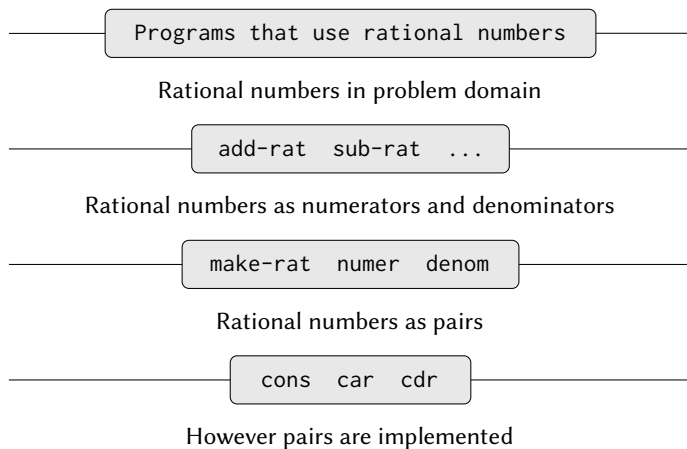 Programs that use rational numbers
Rational numbers in problem domain
add-rat sub-rat ...
Rational numbers as numerators and denominators
make-rat numer denom
Rational numbers as pairs
cons car cdr
However pairs are implemented